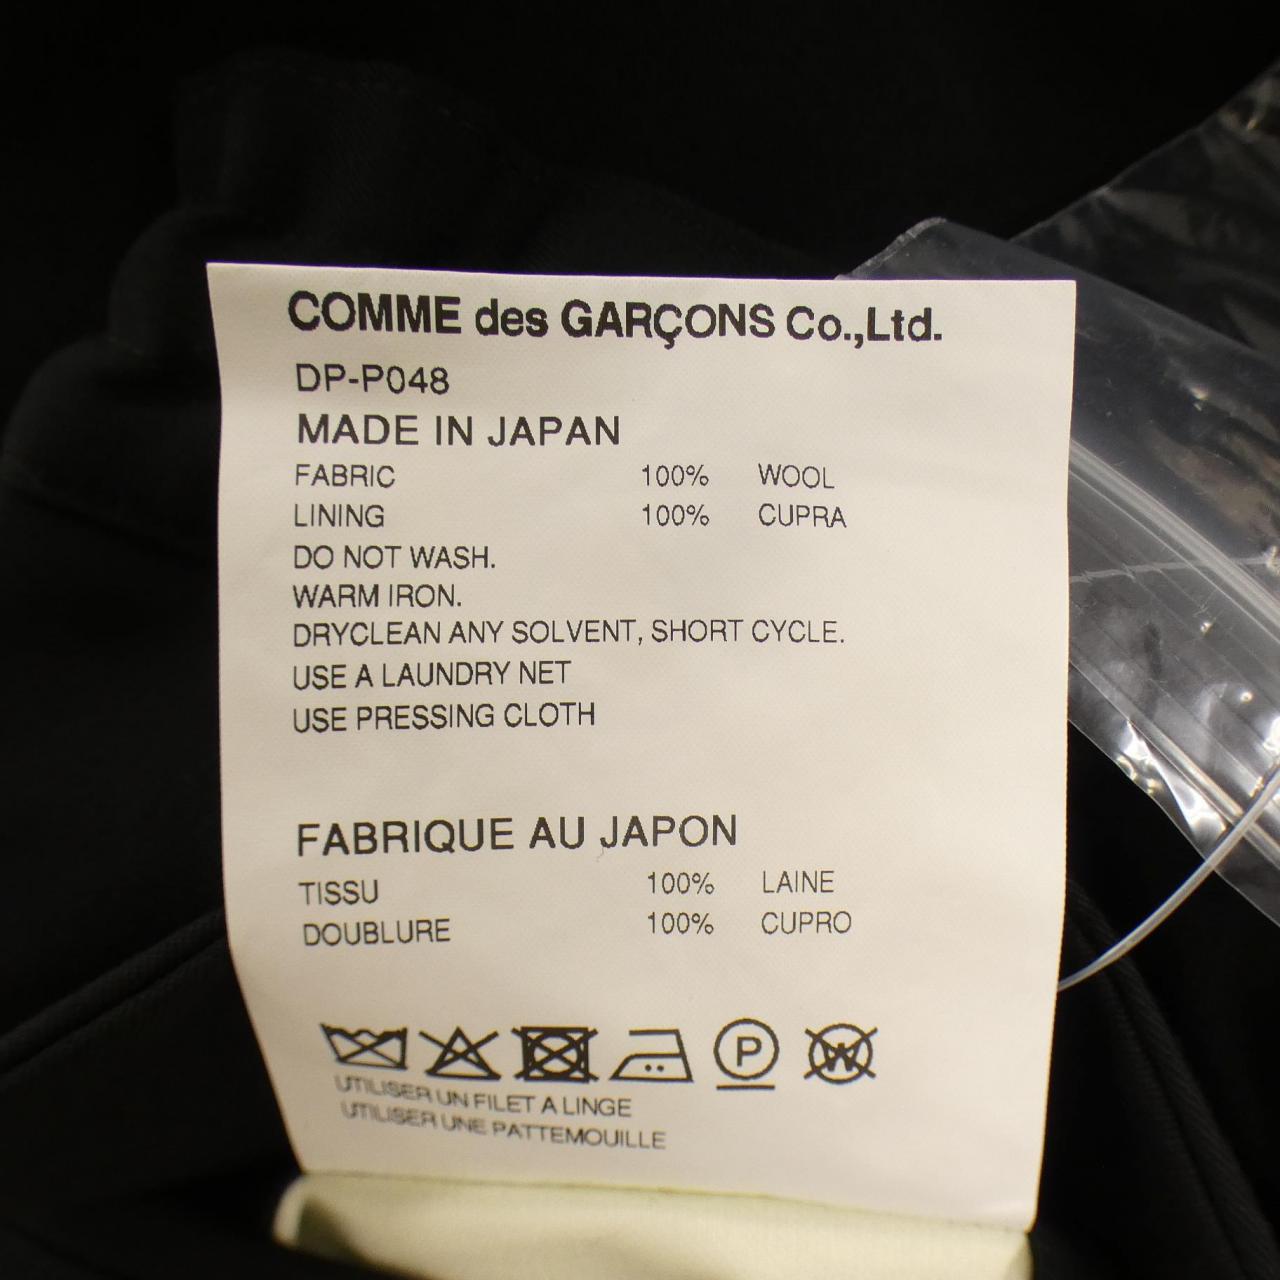 COMME des GARÇONS Co.,Ltd.
DP-P048
MADE IN JAPAN
FABRIC 100% WOOL
LINING 100% CUPRA
DO NOT WASH.
WARM IRON.
DRYCLEAN ANY SOLVENT, SHORT CYCLE.
USE A LAUNDRY NET
USE PRESSING CLOTH
FABRIQUE AU JAPON
TISSU 100% LAINE
DOUBLURE 100% CUPRO
P W
UTILISER UN FILET A LINGE
UTILISER UNE PATTEMOUILLE